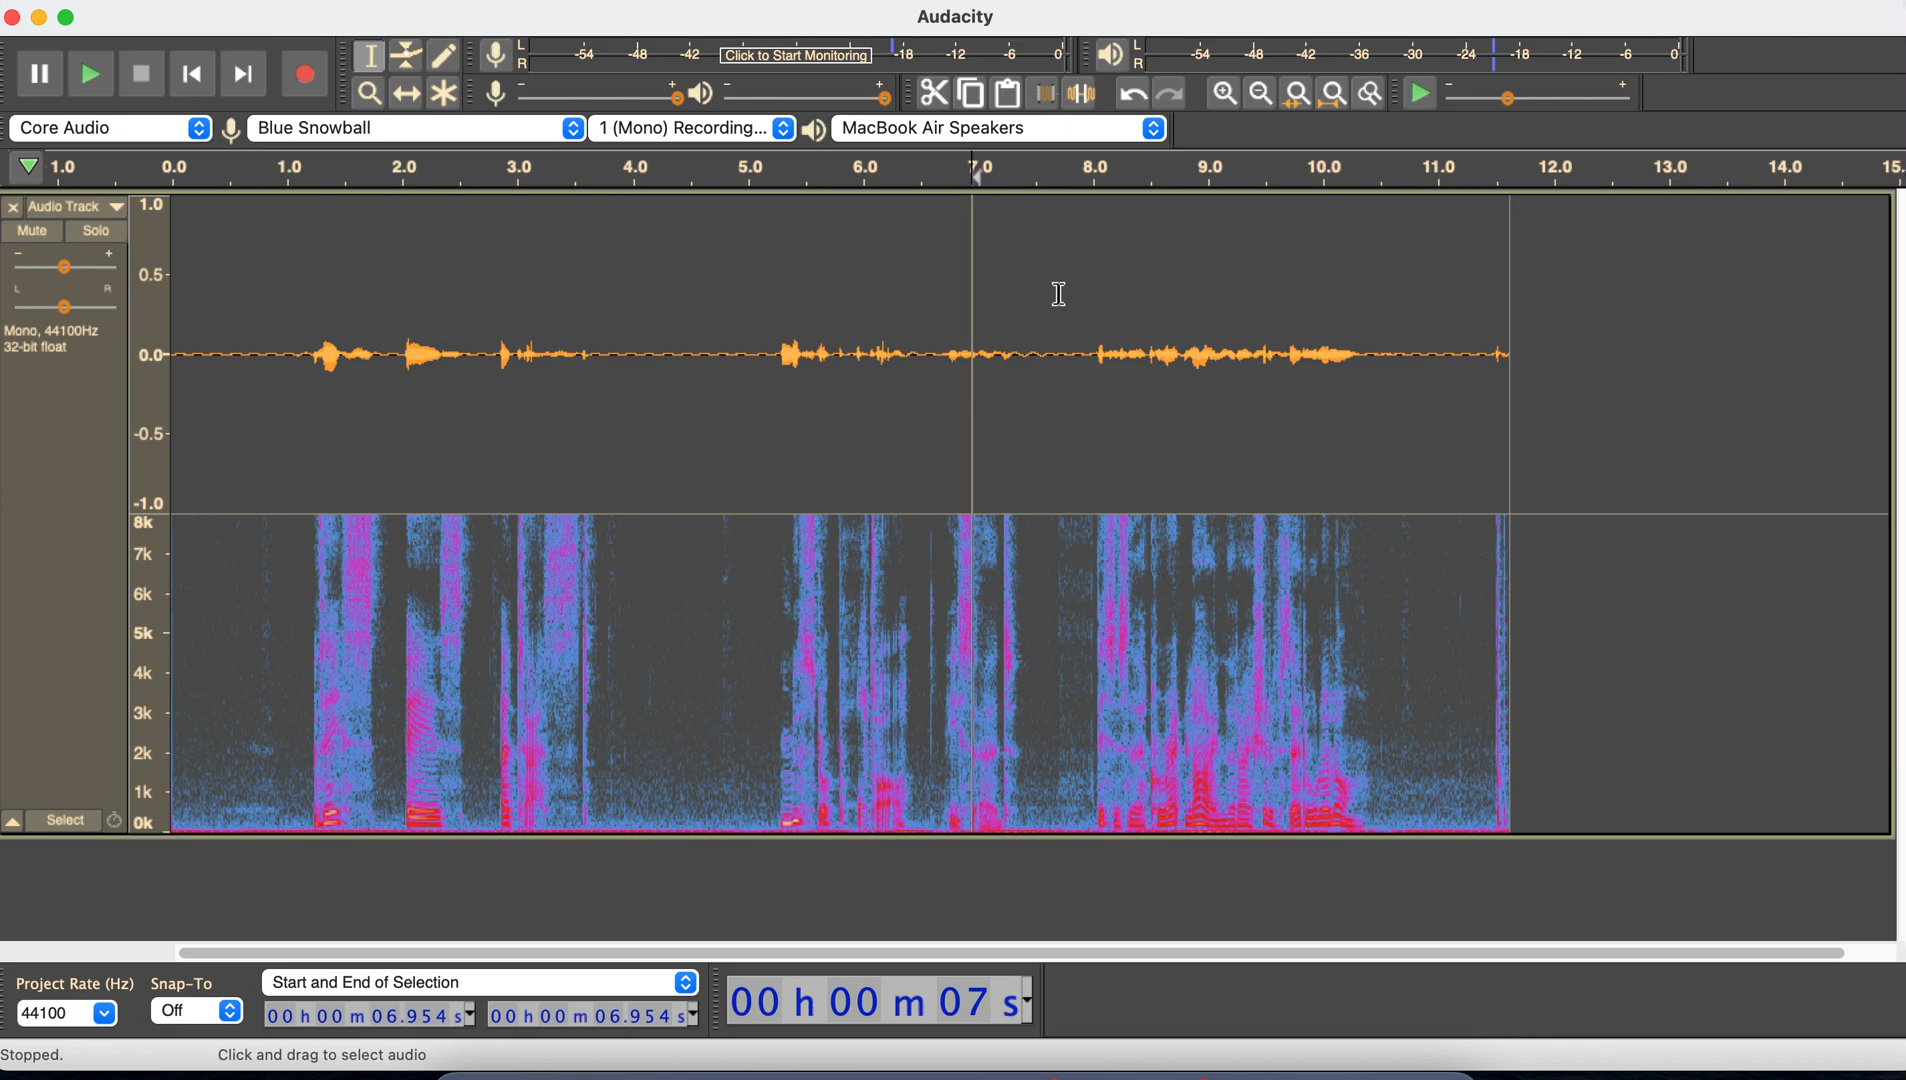 Audacity
L
R
-54 -48 -42 Click to Start Monitoring -18 -12 -6 0
L
R
-54 -48 -42 -36 -30 -24 -18 -12 -6 0
- +
- +
- +
Core Audio
Blue Snowball
1 (Mono) Recording...
MacBook Air Speakers
1.0 0.0 1.0 2.0 3.0 4.0 5.0 6.0 7.0 8.0 9.0 10.0 11.0 12.0 13.0 14.0 15.
Audio Track
Mute Solo
- +
L R
Mono, 44100Hz
32-bit float
1.0
0.5
0.0
-0.5
-1.0
8k
7k
6k
5k
4k
3k
2k
1k
0k
Select
Project Rate (Hz) Snap-To Start and End of Selection
44100 Off 00 h 00 m 06.954 s 00 h 00 m 06.954 s
00 h 00 m 07 s
Stopped. Click and drag to select audio